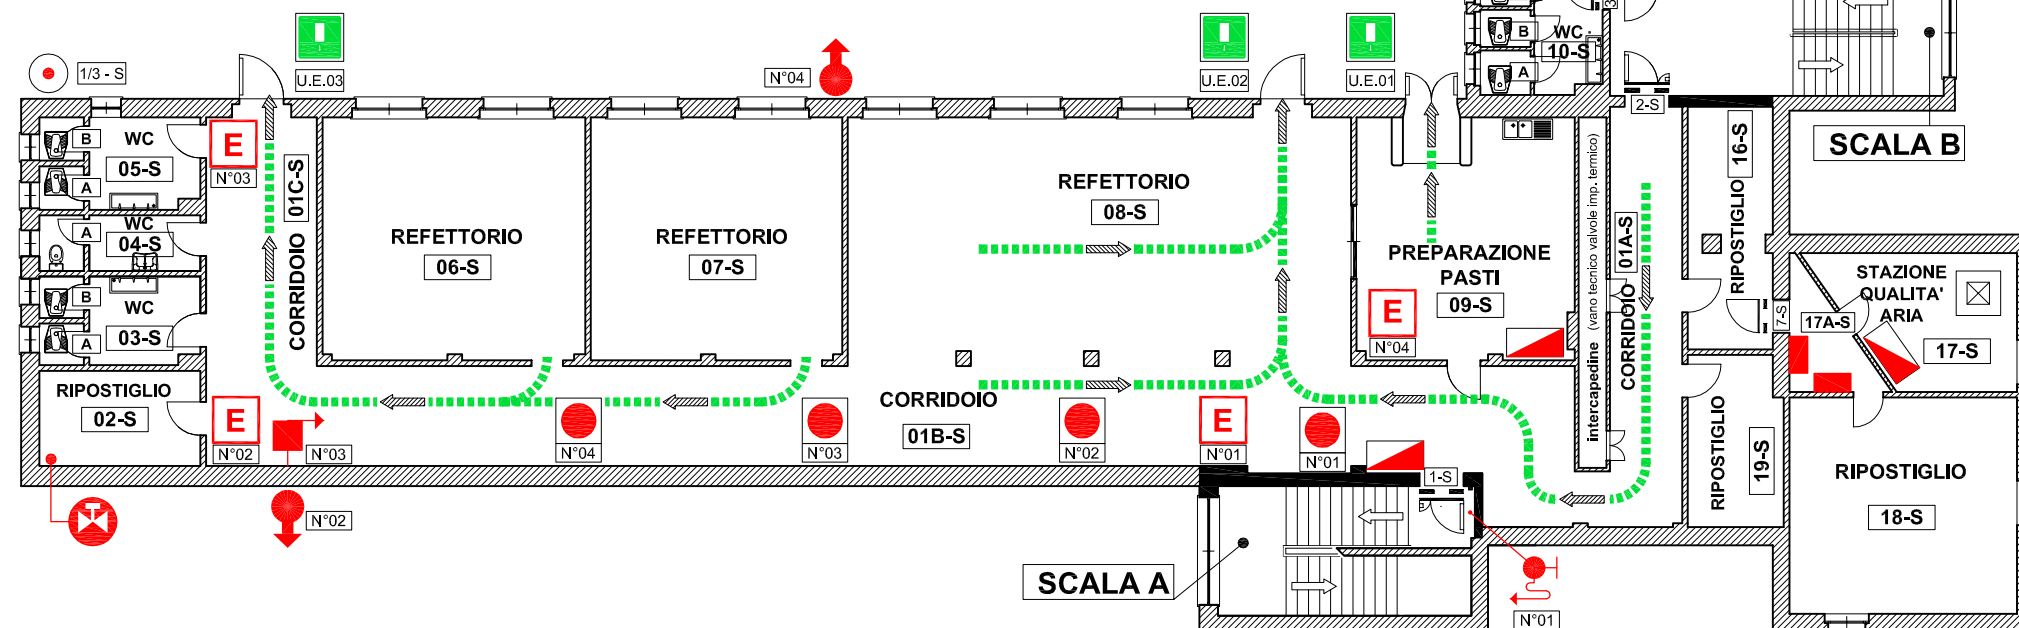 U.E.03
U.E.02
U.E.01
1/3 - S
N°04
B
WC
10-S
A
2-S
SCALA B
B
WC
05-S
A
E
N°03
01C-S
CORRIDOIO
WC
A
04-S
B
WC
03-S
A
RIPOSTIGLIO
02-S
E
N°02
N°03
N°02
REFETTORIO
06-S
REFETTORIO
07-S
REFETTORIO
08-S
CORRIDOIO
01B-S
N°04
N°03
N°02
E
N°01
N°01
PREPARAZIONE
PASTI
09-S
E
N°04
intercapedine (vano tecnico valvole imp. termico)
01A-S
CORRIDOIO
16-S
RIPOSTIGLIO
7-S
STAZIONE
QUALITA'
ARIA
17A-S
17-S
RIPOSTIGLIO
19-S
RIPOSTIGLIO
18-S
1-S
SCALA A
N°01